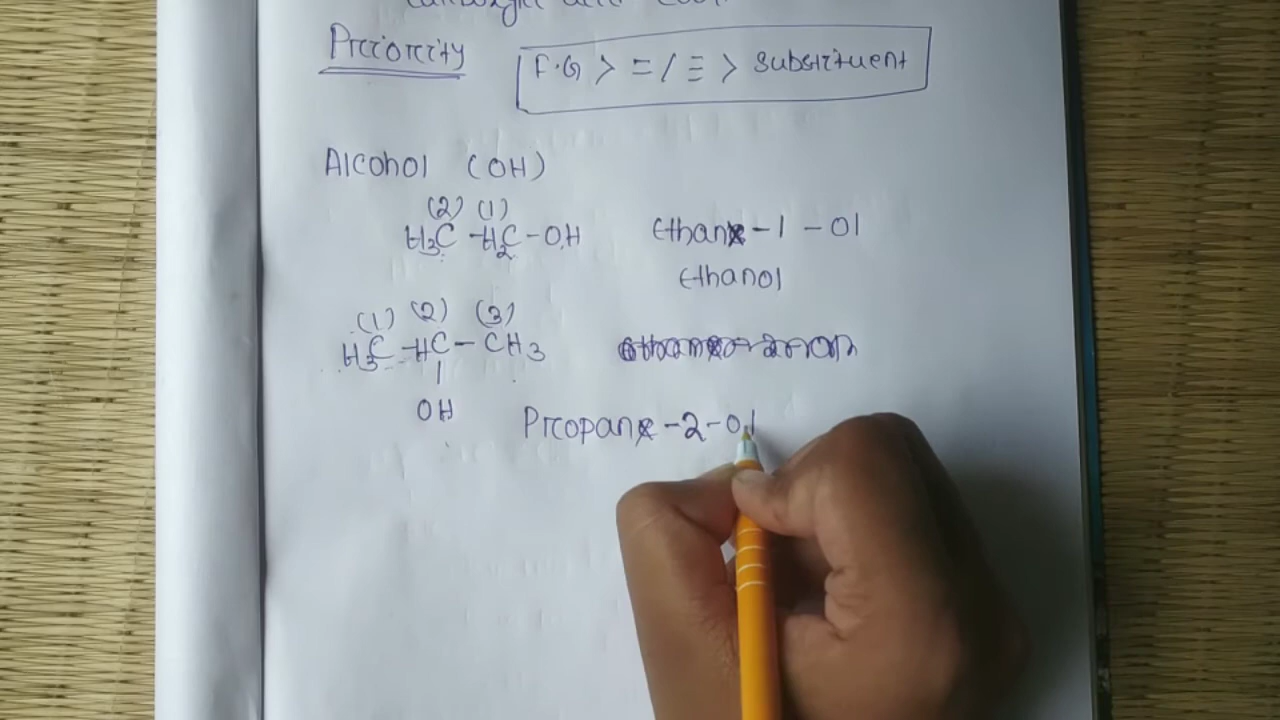 Priority
F.G > = / ≡ > Substituent
Alcohol (OH)
(2) (1)
H3C - H2C - OH
Ethane - 1 - ol
Ethanol
(1) (2) (3)
H3C - HC - CH3
|
OH
Propane - 2 - ol